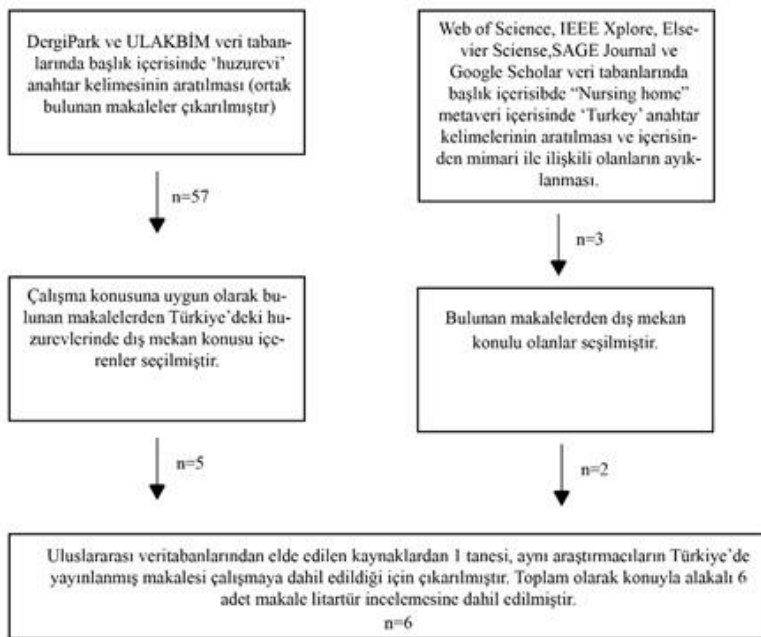 DergiPark ve ULAKBİM veri taban-
larında başlık içerisinde ‘huzurevi’
anahtar kelimesinin aratılması (ortak
bulunan makaleler çıkarılmıştır)
n=57
Çalışma konusuna uygun olarak bu-
lunan makalelerden Türkiye’deki hu-
zurevlerinde dış mekan konusu içe-
renler seçilmiştir.
n=5
Web of Science, IEEE Xplore, Else-
vier Sciense,SAGE Journal ve
Google Scholar veri tabanlarında
başlık içerisibde “Nursing home”
metaveri içerisinde ‘Turkey’ anahtar
kelimelerinin aratılması ve içerisin-
den mimari ile ilişkili olanların ayık-
lanması.
n=3
Bulunan makalelerden dış mekan
konulu olanlar seşilmiştir.
n=2
Uluslararası veritabanlarından elde edilen kaynaklardan 1 tanesi, aynı araştırmacıların Türkiye’de
yayınlanmış makalesi çalışmaya dahil edildiği için çıkarılmıştır. Toplam olarak konuyla alakalı 6
adet makale litartür incelemesine dahil edilmiştir.
n=6